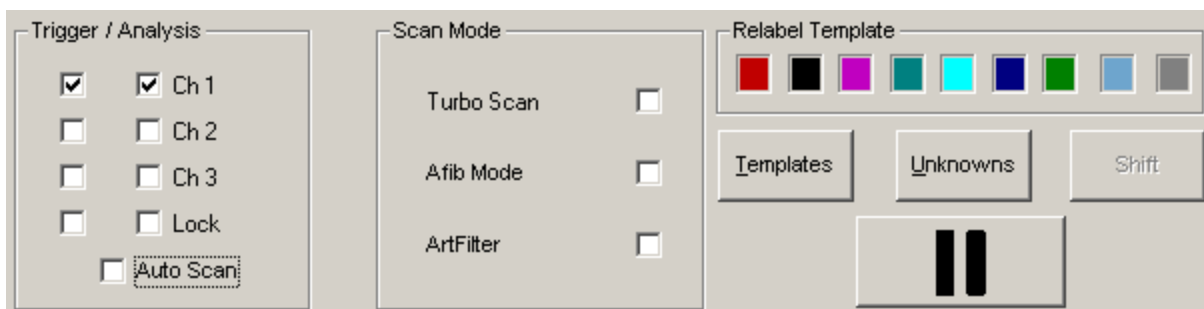 Trigger / Analysis
Ch 1
Ch 2
Ch 3
Lock
Auto Scan
Scan Mode
Turbo Scan
Afib Mode
ArtFilter
Relabel Template
Templates
Unknowns
Shift